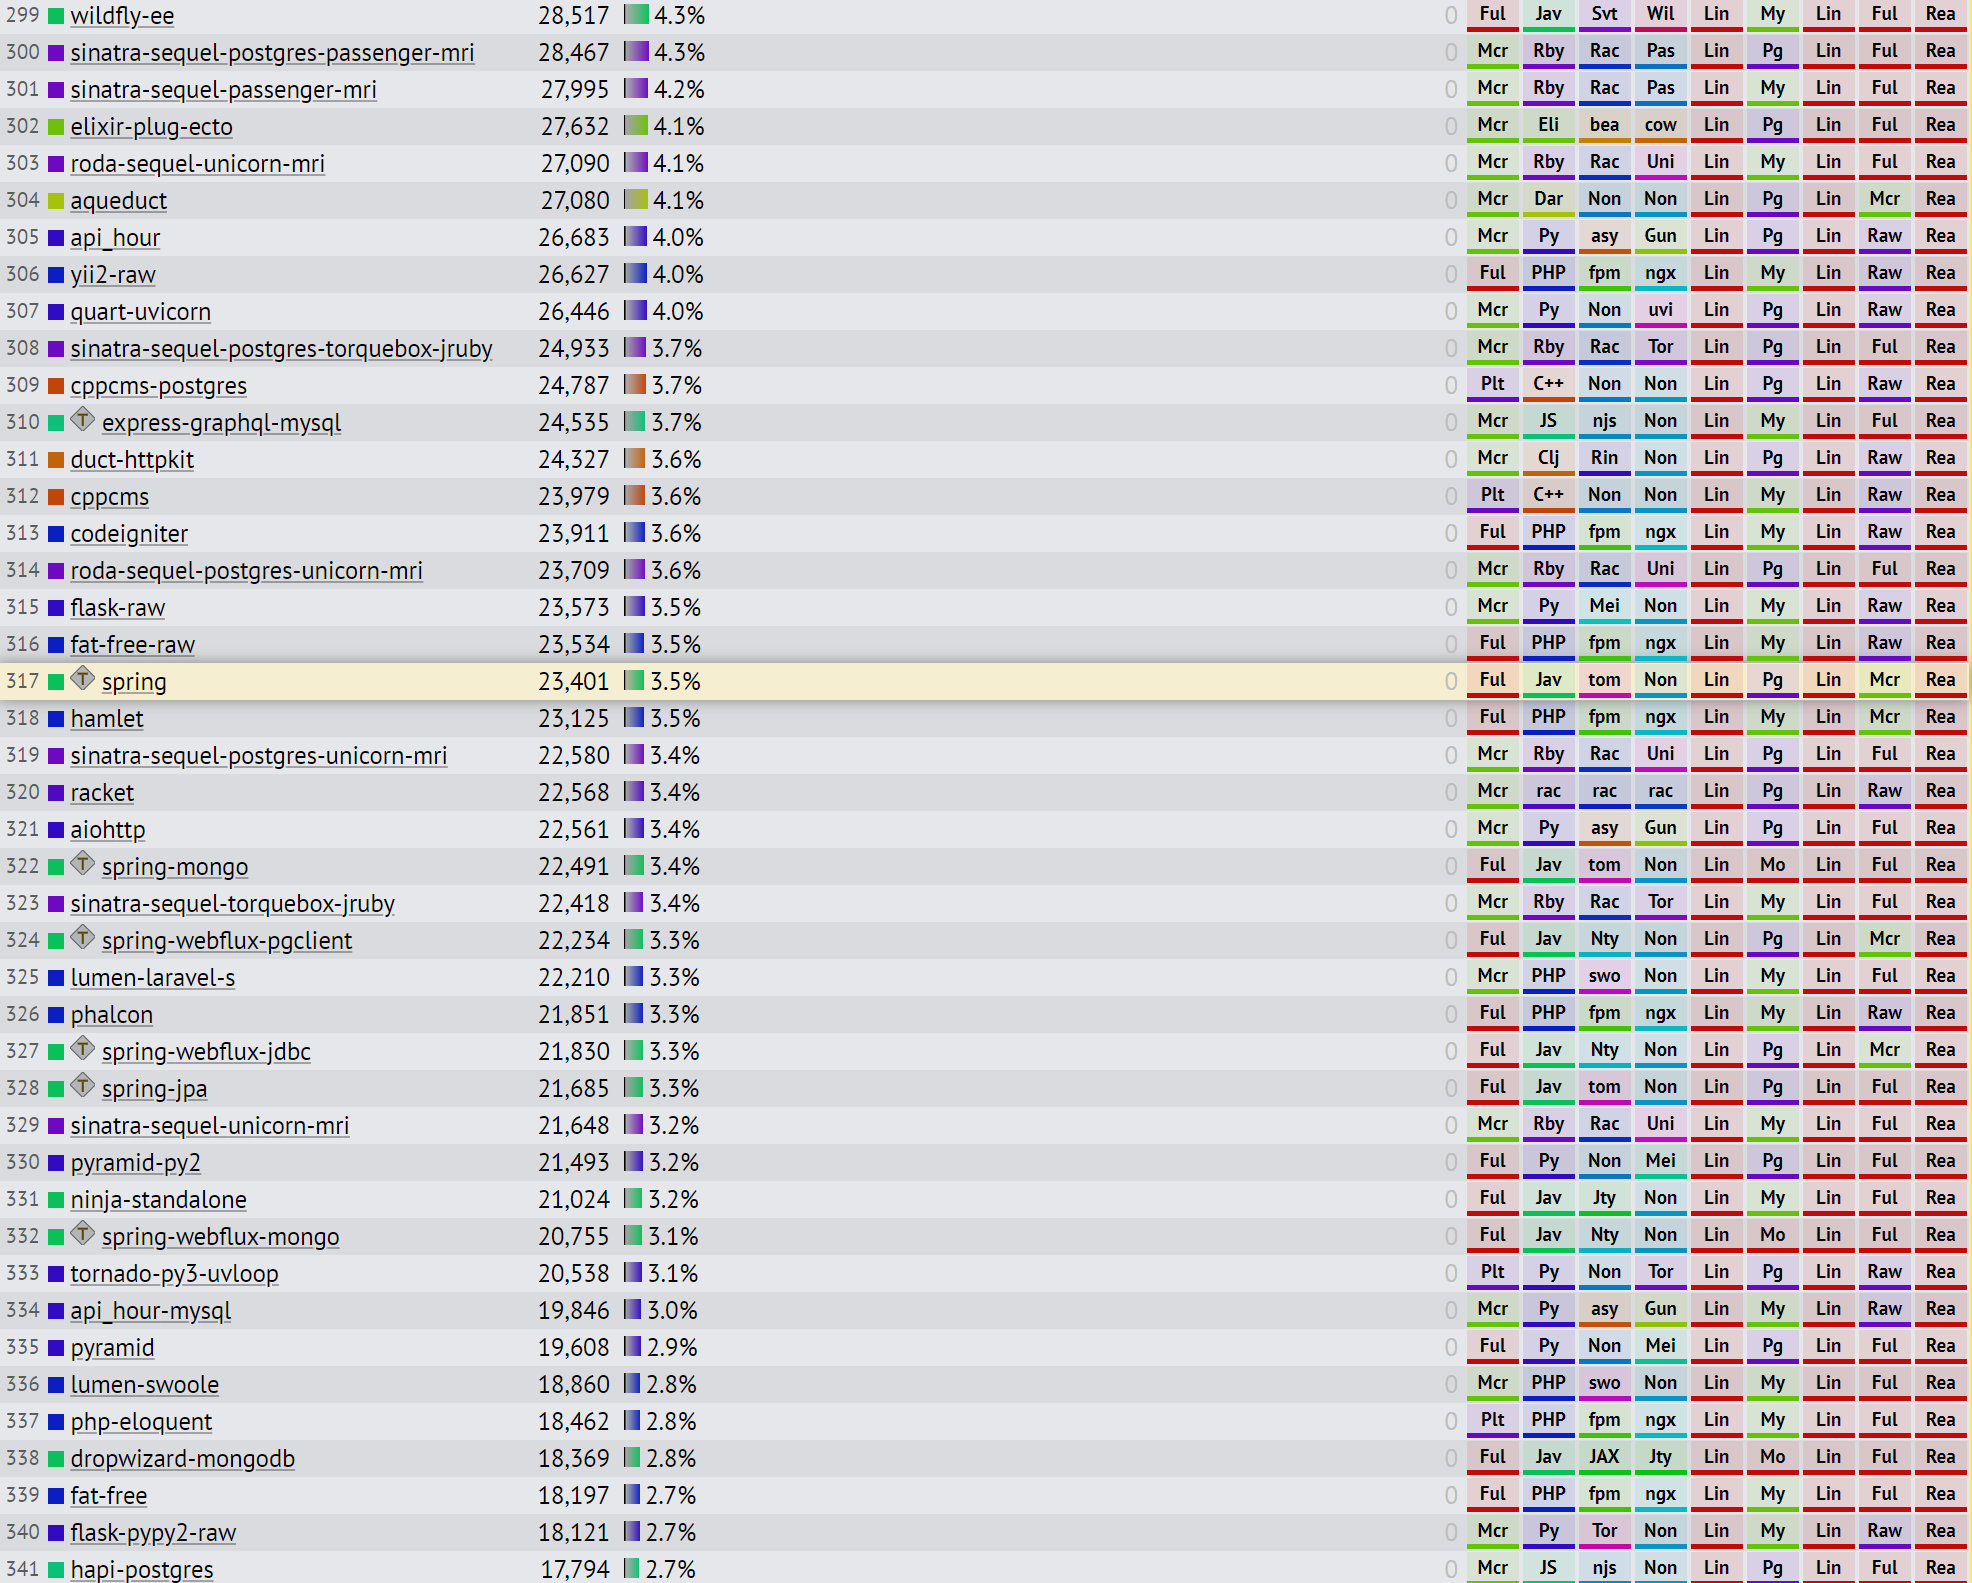 299 wildfly-ee 28,517 4.3% 0 Ful Jav Svt Wil Lin My Lin Ful Rea
300 sinatra-sequel-postgres-passenger-mri 28,467 4.3% 0 Mcr Rby Rac Pas Lin Pg Lin Ful Rea
301 sinatra-sequel-passenger-mri 27,995 4.2% 0 Mcr Rby Rac Pas Lin My Lin Ful Rea
302 elixir-plug-ecto 27,632 4.1% 0 Mcr Eli bea cow Lin Pg Lin Ful Rea
303 roda-sequel-unicorn-mri 27,090 4.1% 0 Mcr Rby Rac Uni Lin My Lin Ful Rea
304 aqueduct 27,080 4.1% 0 Mcr Dar Non Non Lin Pg Lin Mcr Rea
305 api_hour 26,683 4.0% 0 Mcr Py asy Gun Lin Pg Lin Raw Rea
306 yii2-raw 26,627 4.0% 0 Ful PHP fpm ngx Lin My Lin Raw Rea
307 quart-uvicorn 26,446 4.0% 0 Mcr Py Non uvi Lin Pg Lin Raw Rea
308 sinatra-sequel-postgres-torquebox-jruby 24,933 3.7% 0 Mcr Rby Rac Tor Lin Pg Lin Ful Rea
309 cppcms-postgres 24,787 3.7% 0 Plt C++ Non Non Lin Pg Lin Raw Rea
310 T express-graphql-mysql 24,535 3.7% 0 Mcr JS njs Non Lin My Lin Ful Rea
311 duct-httpkit 24,327 3.6% 0 Mcr Clj Rin Non Lin Pg Lin Raw Rea
312 cppcms 23,979 3.6% 0 Plt C++ Non Non Lin My Lin Raw Rea
313 codeigniter 23,911 3.6% 0 Ful PHP fpm ngx Lin My Lin Raw Rea
314 roda-sequel-postgres-unicorn-mri 23,709 3.6% 0 Mcr Rby Rac Uni Lin Pg Lin Ful Rea
315 flask-raw 23,573 3.5% 0 Mcr Py Mei Non Lin My Lin Raw Rea
316 fat-free-raw 23,534 3.5% 0 Ful PHP fpm ngx Lin My Lin Raw Rea
317 T spring 23,401 3.5% 0 Ful Jav tom Non Lin Pg Lin Mcr Rea
318 hamlet 23,125 3.5% 0 Ful PHP fpm ngx Lin My Lin Mcr Rea
319 sinatra-sequel-postgres-unicorn-mri 22,580 3.4% 0 Mcr Rby Rac Uni Lin Pg Lin Ful Rea
320 racket 22,568 3.4% 0 Mcr rac rac rac Lin Pg Lin Raw Rea
321 aiohttp 22,561 3.4% 0 Mcr Py asy Gun Lin Pg Lin Ful Rea
322 T spring-mongo 22,491 3.4% 0 Ful Jav tom Non Lin Mo Lin Ful Rea
323 sinatra-sequel-torquebox-jruby 22,418 3.4% 0 Mcr Rby Rac Tor Lin My Lin Ful Rea
324 T spring-webflux-pgclient 22,234 3.3% 0 Ful Jav Nty Non Lin Pg Lin Mcr Rea
325 lumen-laravel-s 22,210 3.3% 0 Mcr PHP swo Non Lin My Lin Ful Rea
326 phalcon 21,851 3.3% 0 Ful PHP fpm ngx Lin My Lin Raw Rea
327 T spring-webflux-jdbc 21,830 3.3% 0 Ful Jav Nty Non Lin Pg Lin Mcr Rea
328 T spring-jpa 21,685 3.3% 0 Ful Jav tom Non Lin Pg Lin Ful Rea
329 sinatra-sequel-unicorn-mri 21,648 3.2% 0 Mcr Rby Rac Uni Lin My Lin Ful Rea
330 pyramid-py2 21,493 3.2% 0 Ful Py Non Mei Lin Pg Lin Ful Rea
331 ninja-standalone 21,024 3.2% 0 Ful Jav Jty Non Lin My Lin Ful Rea
332 T spring-webflux-mongo 20,755 3.1% 0 Ful Jav Nty Non Lin Mo Lin Ful Rea
333 tornado-py3-uvloop 20,538 3.1% 0 Plt Py Non Tor Lin Pg Lin Raw Rea
334 api_hour-mysql 19,846 3.0% 0 Mcr Py asy Gun Lin My Lin Raw Rea
335 pyramid 19,608 2.9% 0 Ful Py Non Mei Lin Pg Lin Ful Rea
336 lumen-swoole 18,860 2.8% 0 Mcr PHP swo Non Lin My Lin Ful Rea
337 php-eloquent 18,462 2.8% 0 Plt PHP fpm ngx Lin My Lin Ful Rea
338 dropwizard-mongodb 18,369 2.8% 0 Ful Jav JAX Jty Lin Mo Lin Ful Rea
339 fat-free 18,197 2.7% 0 Ful PHP fpm ngx Lin My Lin Ful Rea
340 flask-pypy2-raw 18,121 2.7% 0 Mcr Py Tor Non Lin My Lin Raw Rea
341 hapi-postgres 17,794 2.7% 0 Mcr JS njs Non Lin Pg Lin Ful Rea